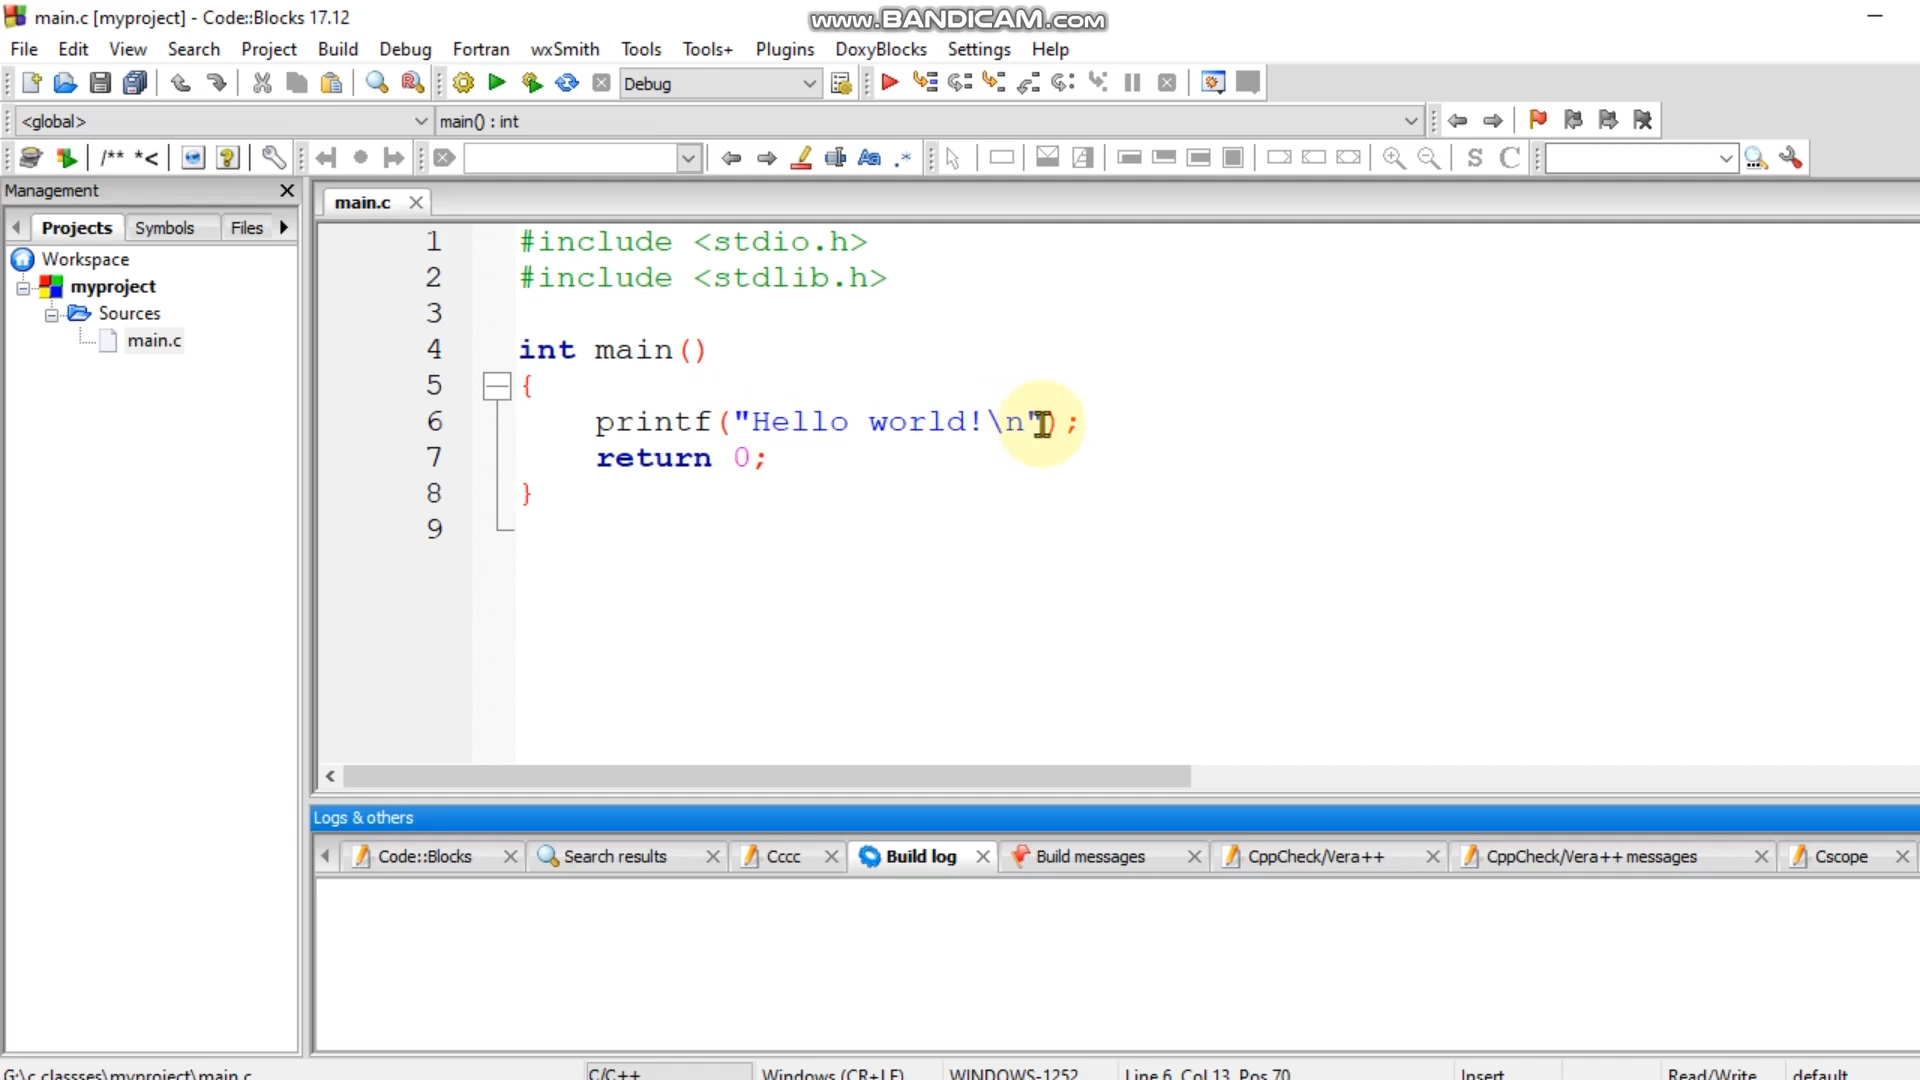 main.c [myproject] - Code::Blocks 17.12
www.BANDICAM.com
File Edit View Search Project Build Debug Fortran wxSmith Tools Tools+ Plugins DoxyBlocks Settings Help
Debug
<global>
main() : int
/** *<
Aa .*
S C
Management
main.c
Projects Symbols Files
Workspace
myproject
Sources
main.c
1 #include <stdio.h>
2 #include <stdlib.h>
3
4 int main()
5 {
6 printf("Hello world!\n");
7 return 0;
8 }
9
Logs & others
Code::Blocks Search results Cccc Build log Build messages CppCheck/Vera++ CppCheck/Vera++ messages Cscope
G:\c classses\myproject\main.c C/C++ Windows (CR+LF) WINDOWS-1252 Line 6, Col 13, Pos 70 Insert Read/Write default